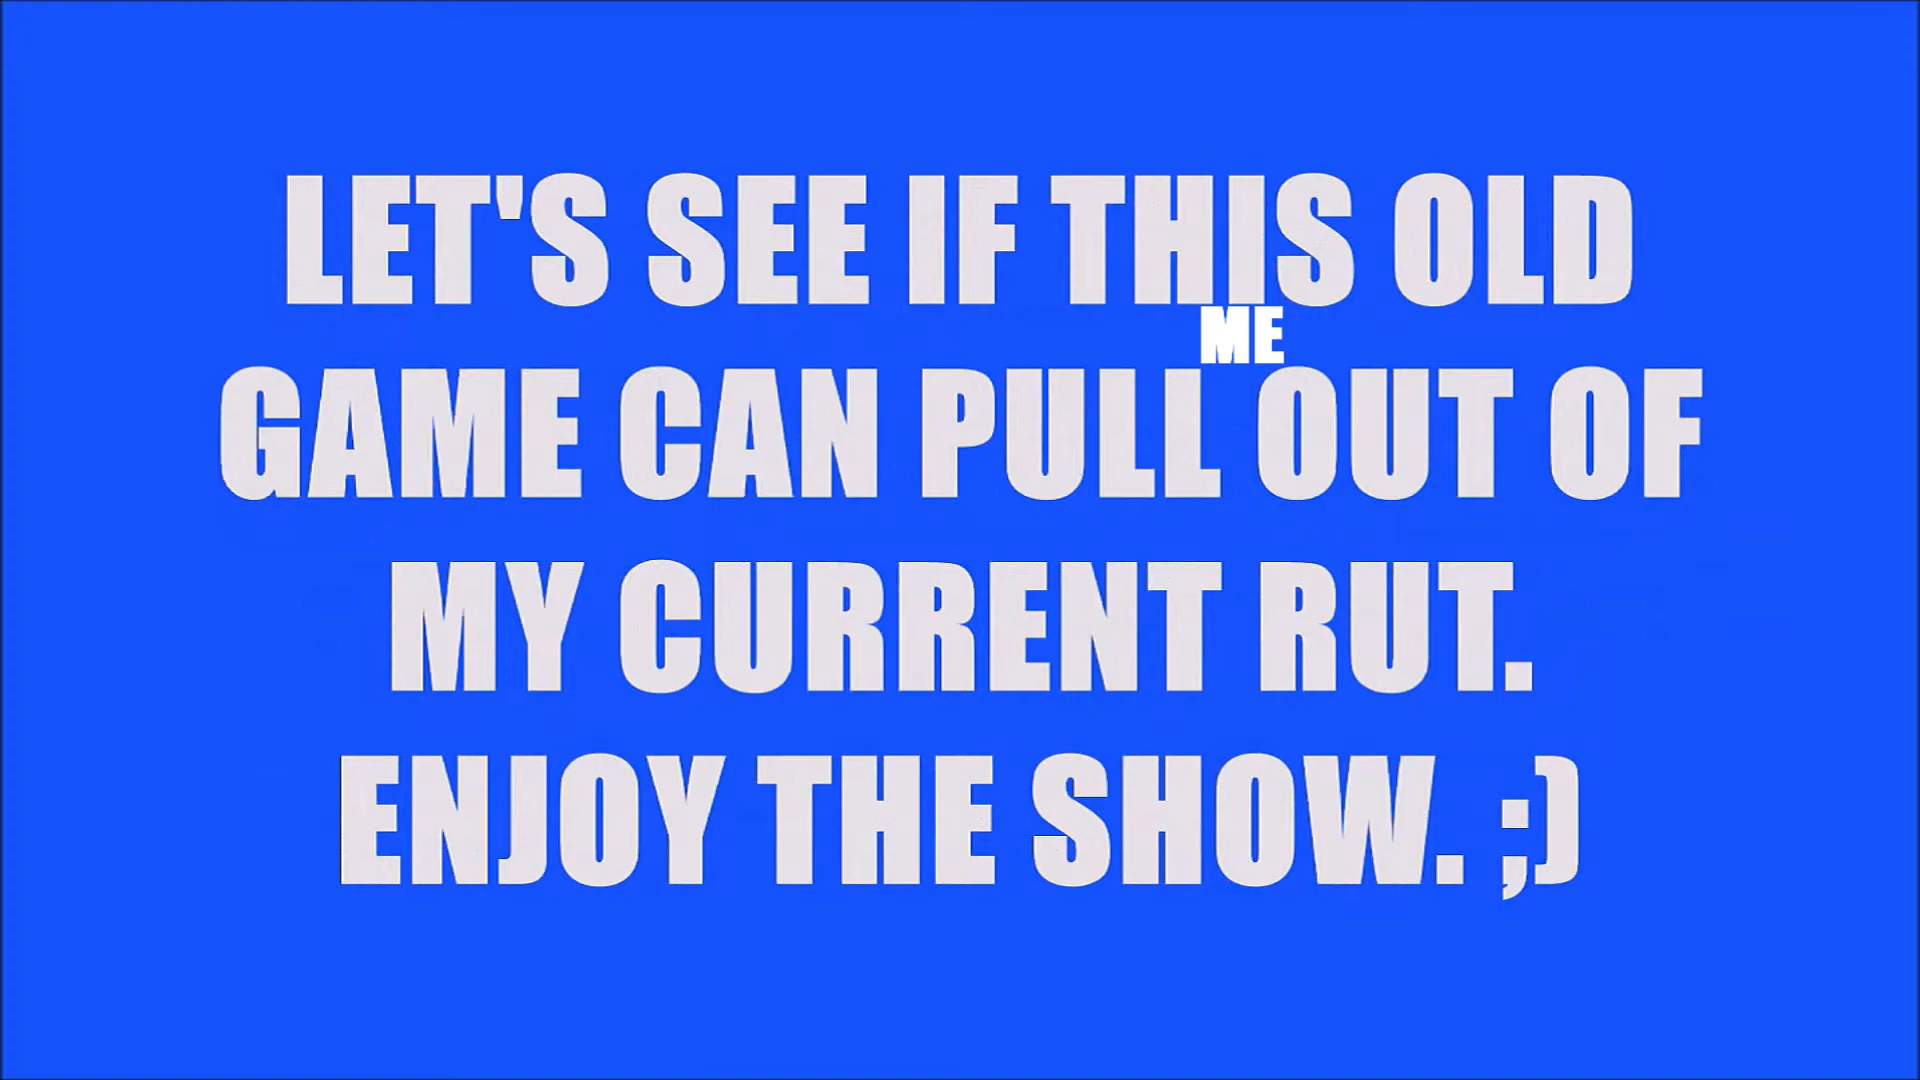 LET'S SEE IF THIS OLD
ME
GAME CAN PULL OUT OF
MY CURRENT RUT.
ENJOY THE SHOW. ;)